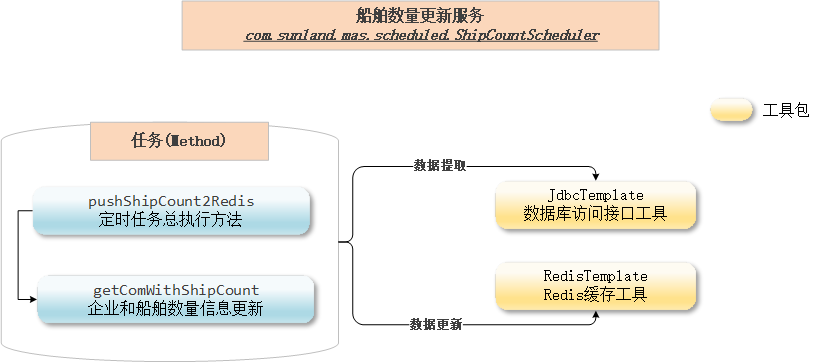 船舶数量更新服务
com.sunland.mas.scheduled.ShipCountScheduler
工具包
任务(Method)
数据提取
pushShipCount2Redis
定时任务总执行方法
JdbcTemplate
数据库访问接口工具
getComWithShipCount
企业和船舶数量信息更新
RedisTemplate
Redis缓存工具
数据更新